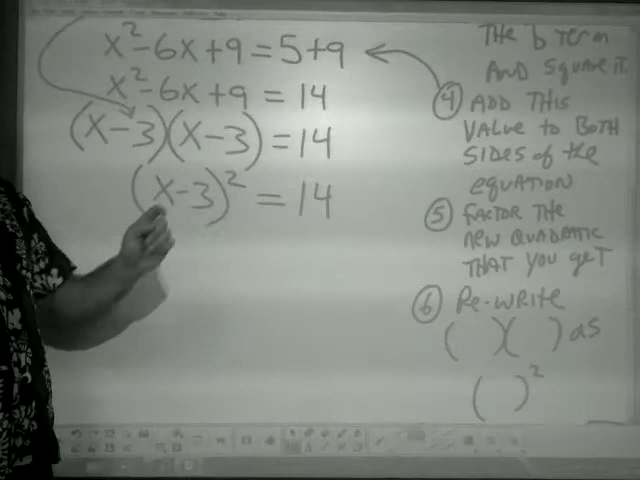 x² - 6x + 9 = 5 + 9
x² - 6x + 9 = 14
(x - 3)(x - 3) = 14
(x - 3)² = 14
The b Term
AND square it.
④ ADD THIS
VALUE to BOTH
SIDES of the
equation
⑤ FACTOR THE
new QUADRATIC
THAT you get
⑥ Re-write
( )( ) as
( )²